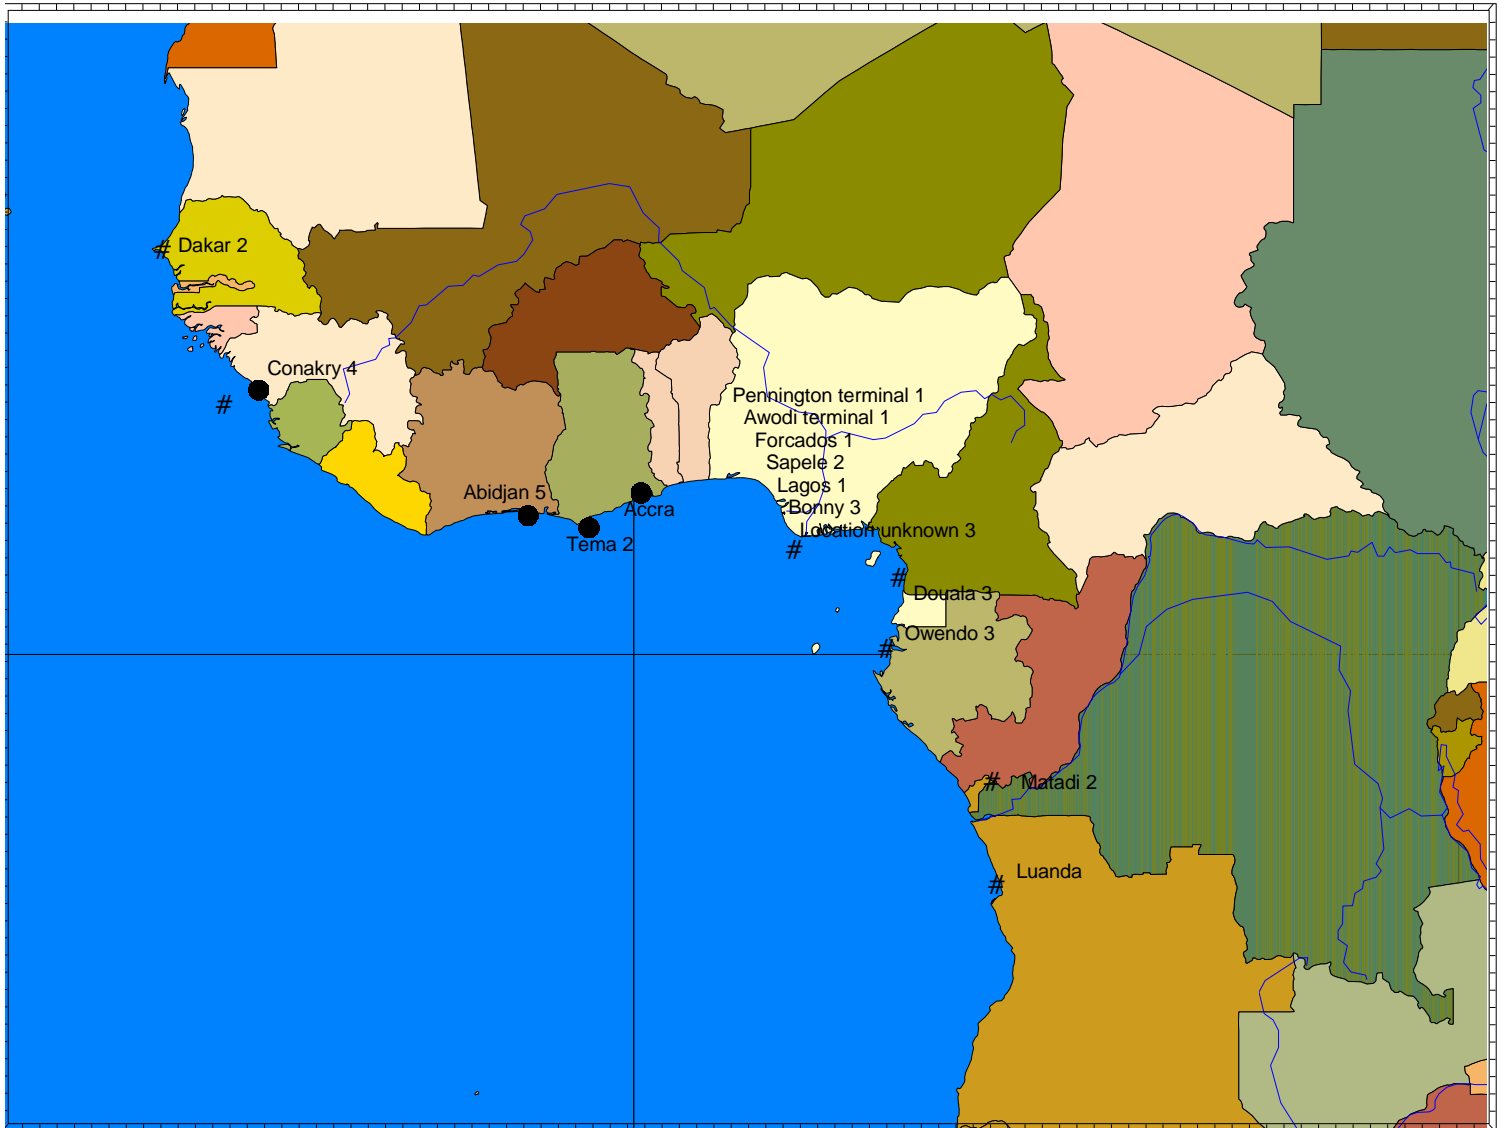 # Dakar 2
Conakry 4
#
Pennington terminal 1
Awodi terminal 1
Forcados 1
Sapele 2
Lagos 1
Bonny 3
Location unknown 3
Abidjan 5
Accra
Tema 2
#
#
Douala 3
Owendo 3
#
# Matadi 2
Luanda
#